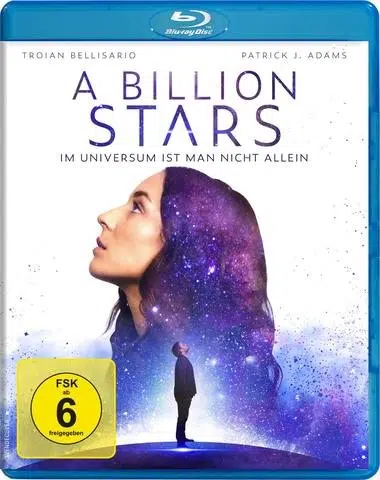 Blu-ray Disc
TROIAN BELLISARIO PATRICK J. ADAMS
A BILLION
STARS
IM UNIVERSUM IST MAN NICHT ALLEIN
FSK
ab
6
freigegeben